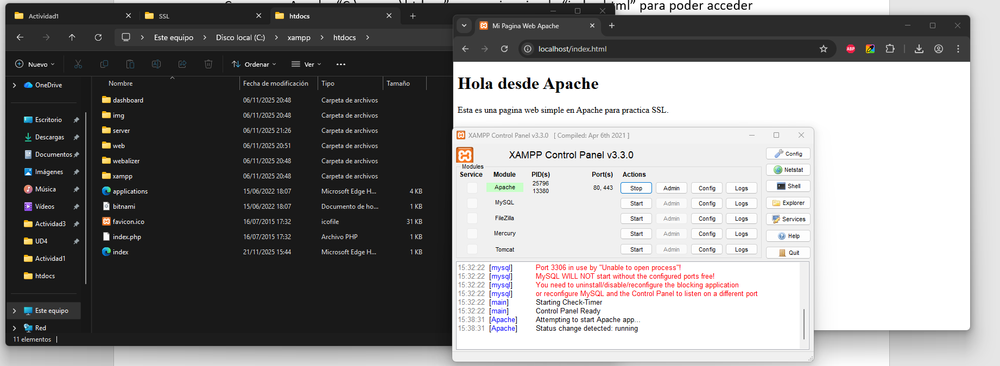 “index.html” para poder acceder
Actividad1
SSL
htdocs
Este equipo
Disco local (C:)
xampp
htdocs
Nuevo
Ordenar
Ver
OneDrive
Escritorio
Descargas
Documentos
Imágenes
Música
Vídeos
Actividad3
UD4
Actividad1
htdocs
Este equipo
Red
Nombre Fecha de modificación Tipo Tamaño
dashboard 06/11/2025 20:48 Carpeta de archivos
img 06/11/2025 20:48 Carpeta de archivos
server 06/11/2025 21:26 Carpeta de archivos
web 06/11/2025 20:51 Carpeta de archivos
webalizer 06/11/2025 20:48 Carpeta de archivos
xampp 06/11/2025 20:48 Carpeta de archivos
applications 15/06/2022 18:07 Microsoft Edge H... 4 KB
bitnami 15/06/2022 18:07 Documento de ho... 1 KB
favicon.ico 16/07/2015 17:32 icofile 31 KB
index.php 16/07/2015 17:32 Archivo PHP 1 KB
index 21/11/2025 15:44 Microsoft Edge H... 1 KB
11 elementos
Mi Pagina Web Apache
localhost/index.html
ABP
Hola desde Apache
Esta es una pagina web simple en Apache para practica SSL.
XAMPP Control Panel v3.3.0 [ Compiled: Apr 6th 2021 ]
XAMPP Control Panel v3.3.0
Modules
Service Module PID(s) Port(s) Actions
Apache 25796 13380 80, 443 Stop Admin Config Logs
MySQL Start Admin Config Logs
FileZilla Start Admin Config Logs
Mercury Start Admin Config Logs
Tomcat Start Admin Config Logs
Config
Netstat
Shell
Explorer
Services
Help
Quit
15:32:22 [mysql] Port 3306 in use by "Unable to open process"!
15:32:22 [mysql] MySQL WILL NOT start without the configured ports free!
15:32:22 [mysql] You need to uninstall/disable/reconfigure the blocking application
15:32:22 [mysql] or reconfigure MySQL and the Control Panel to listen on a different port
15:32:22 [main] Starting Check-Timer
15:32:22 [main] Control Panel Ready
15:38:31 [Apache] Attempting to start Apache app...
15:38:31 [Apache] Status change detected: running